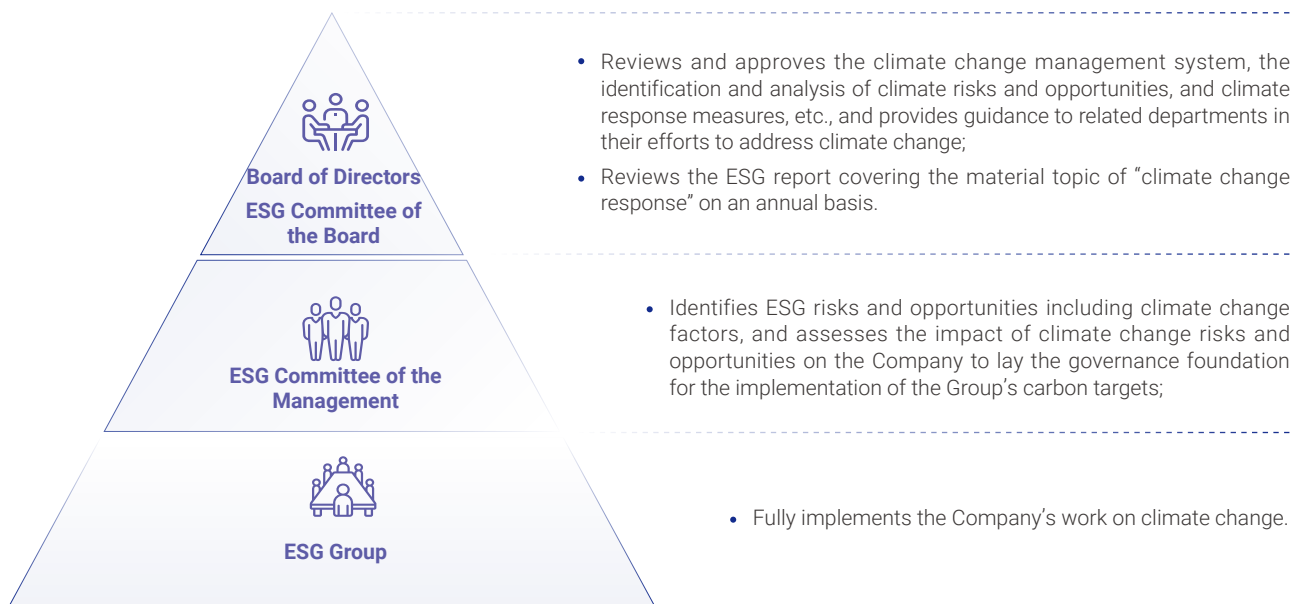 Board of Directors
ESG Committee of
the Board
• Reviews and approves the climate change management system, the
identification and analysis of climate risks and opportunities, and climate
response measures, etc., and provides guidance to related departments in
their efforts to address climate change;
• Reviews the ESG report covering the material topic of “climate change
response” on an annual basis.
ESG Committee of the
Management
• Identifies ESG risks and opportunities including climate change
factors, and assesses the impact of climate change risks and
opportunities on the Company to lay the governance foundation
for the implementation of the Group’s carbon targets;
ESG Group
• Fully implements the Company’s work on climate change.